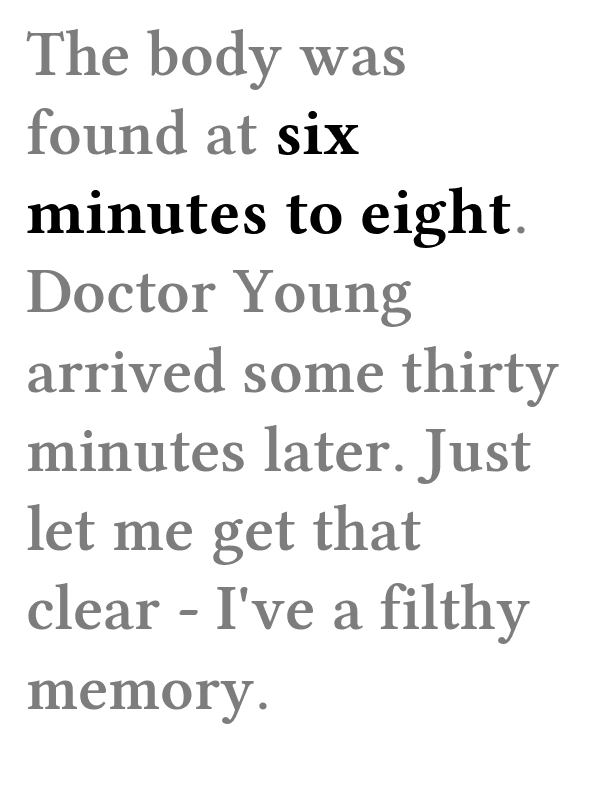 The body was
found at six
minutes to eight.
Doctor Young
arrived some thirty
minutes later. Just
let me get that
clear - I've a filthy
memory.